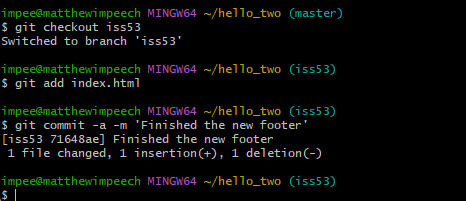 impee@matthewimpeech MINGW64 ~/hello_two (master)
$ git checkout iss53
Switched to branch 'iss53'
impee@matthewimpeech MINGW64 ~/hello_two (iss53)
$ git add index.html
impee@matthewimpeech MINGW64 ~/hello_two (iss53)
$ git commit -a -m 'Finished the new footer'
[iss53 71648ae] Finished the new footer
 1 file changed, 1 insertion(+), 1 deletion(-)
impee@matthewimpeech MINGW64 ~/hello_two (iss53)
$